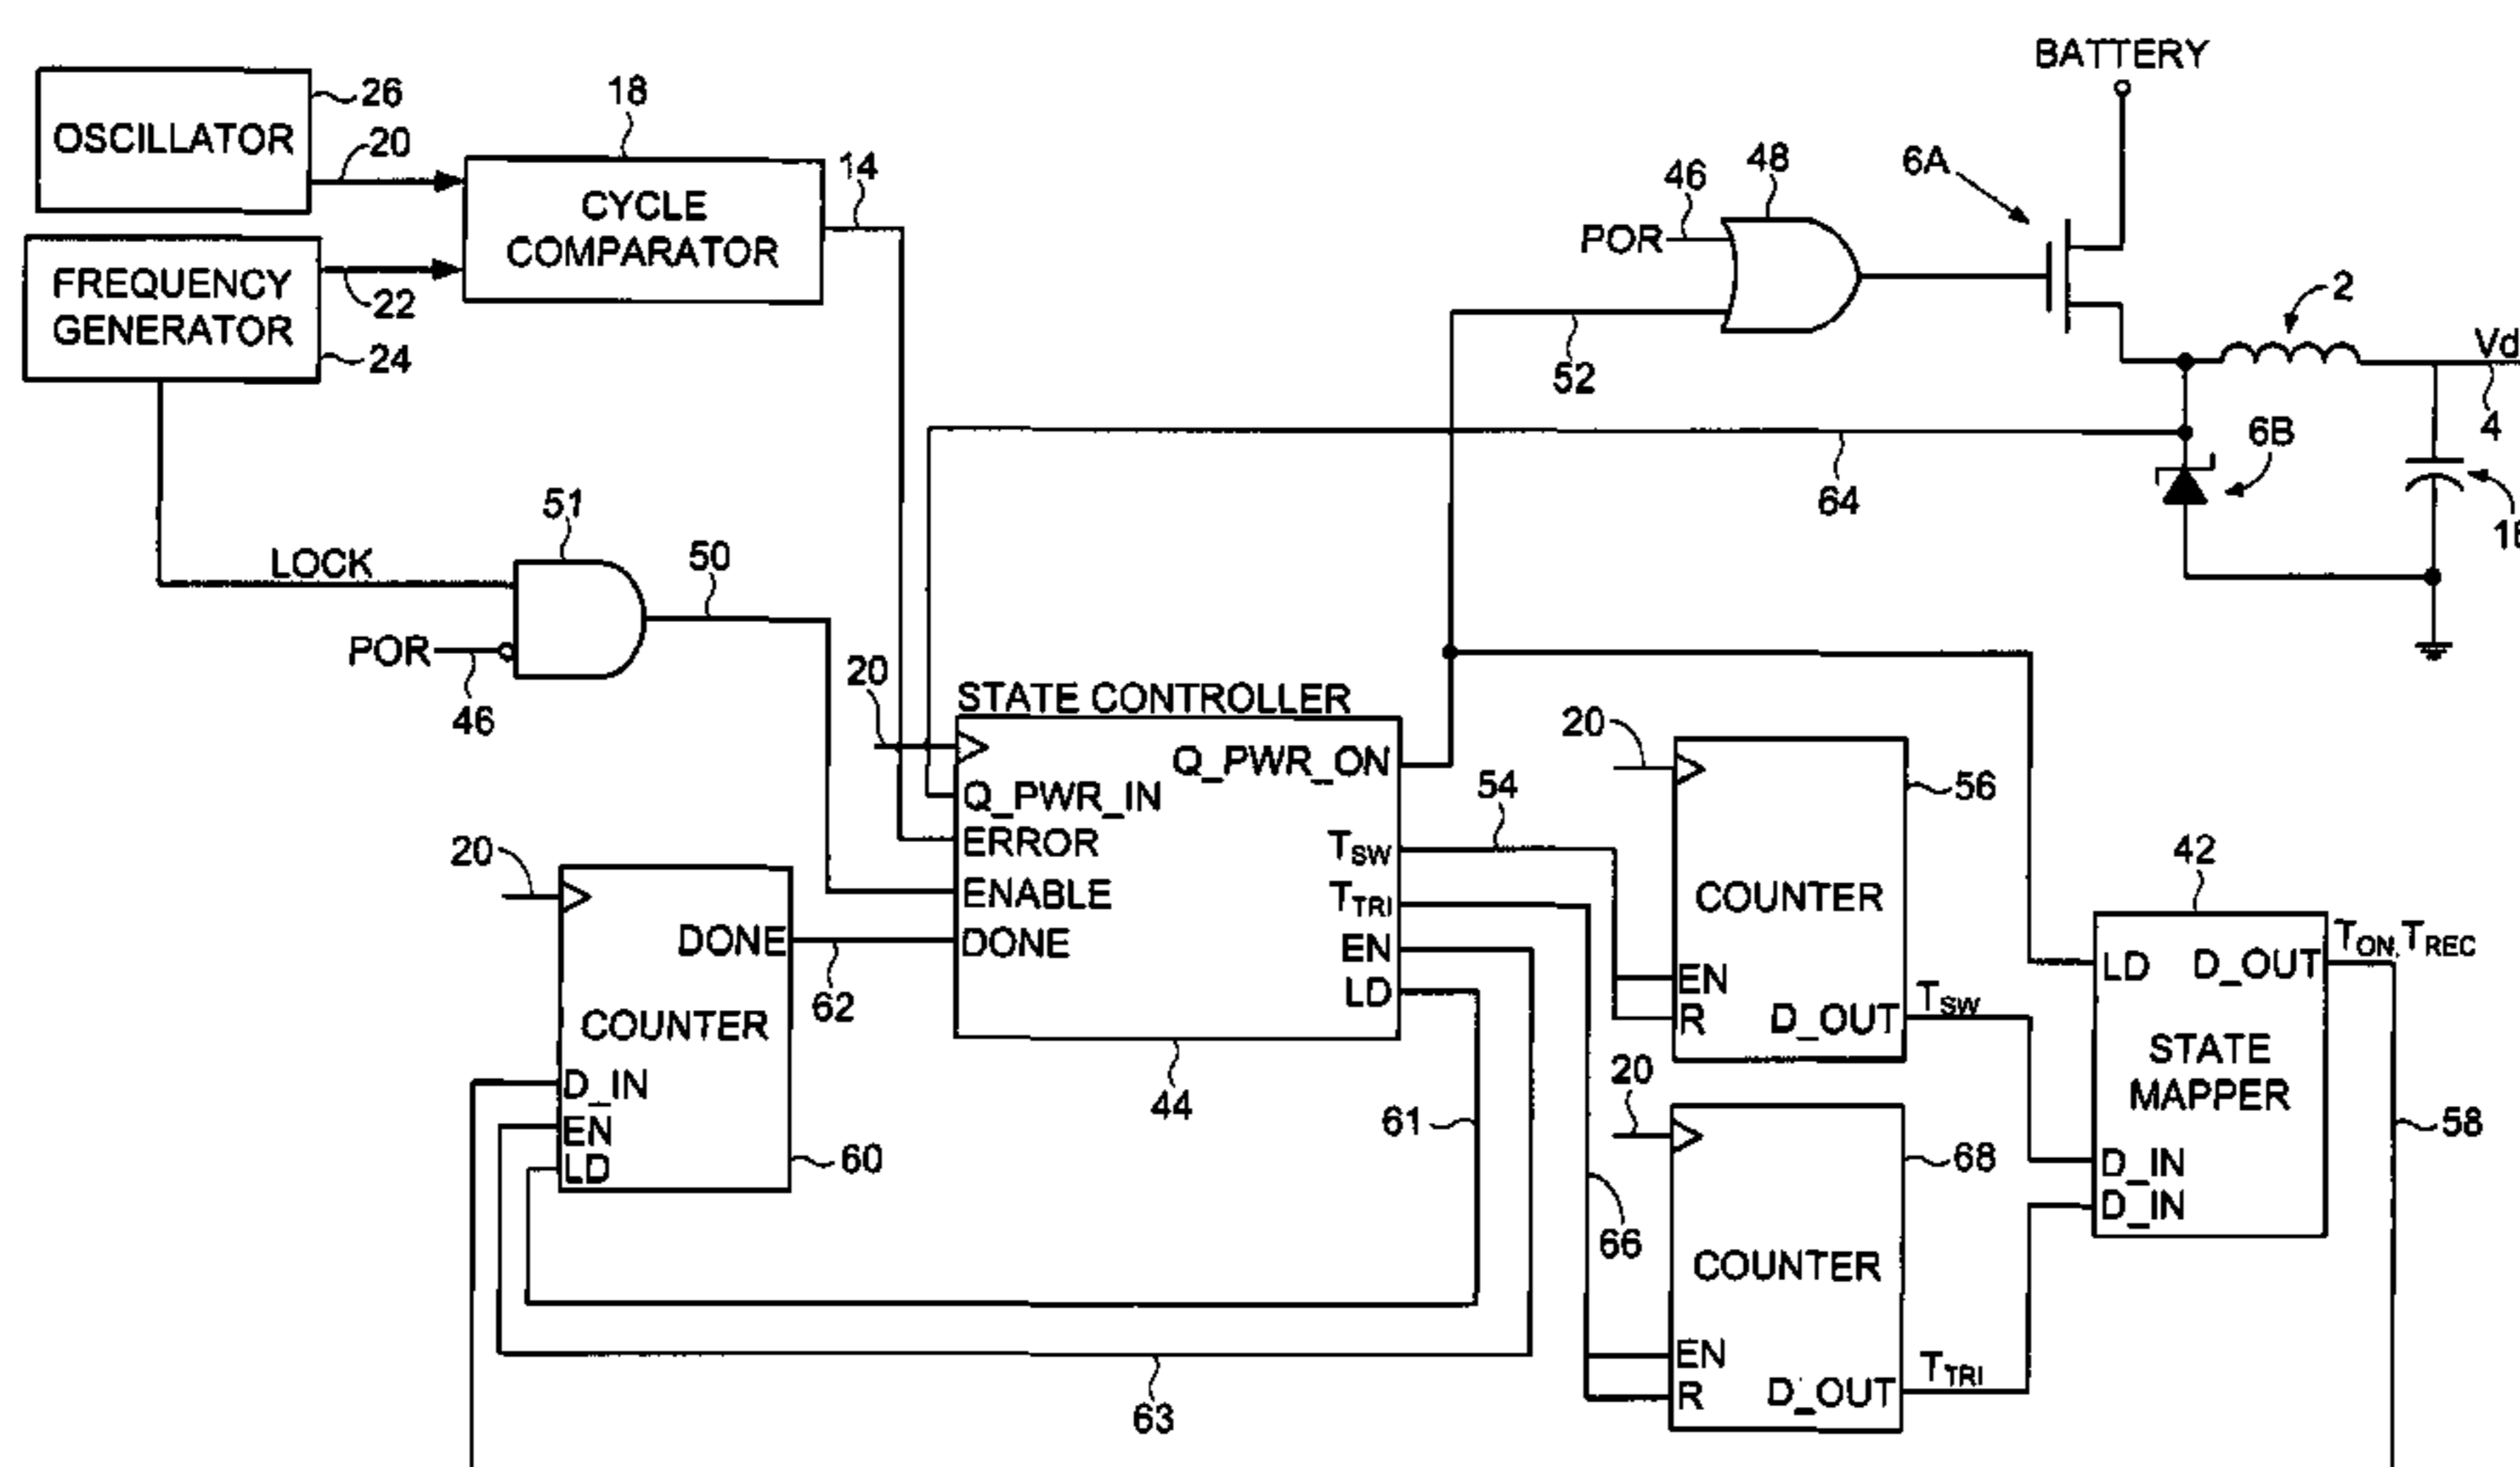 BATTERY
OSCILLATOR
26
20
18
CYCLE
COMPARATOR
14
FREQUENCY
GENERATOR
22
24
POR
46
48
6A
2
4
52
64
6B
LOCK
51
50
POR
46
20
STATE CONTROLLER
Q_PWR_ON
Q_PWR_IN
ERROR
ENABLE
DONE
TSW
TTRI
EN
LD
44
54
20
DONE
COUNTER
D_IN
EN
LD
60
62
61
63
20
COUNTER
EN
R
D_OUT
56
TSW
20
COUNTER
EN
R
D_OUT
68
66
TTRI
42
LD
D_OUT
STATE
MAPPER
D_IN
D_IN
TON,TREC
58